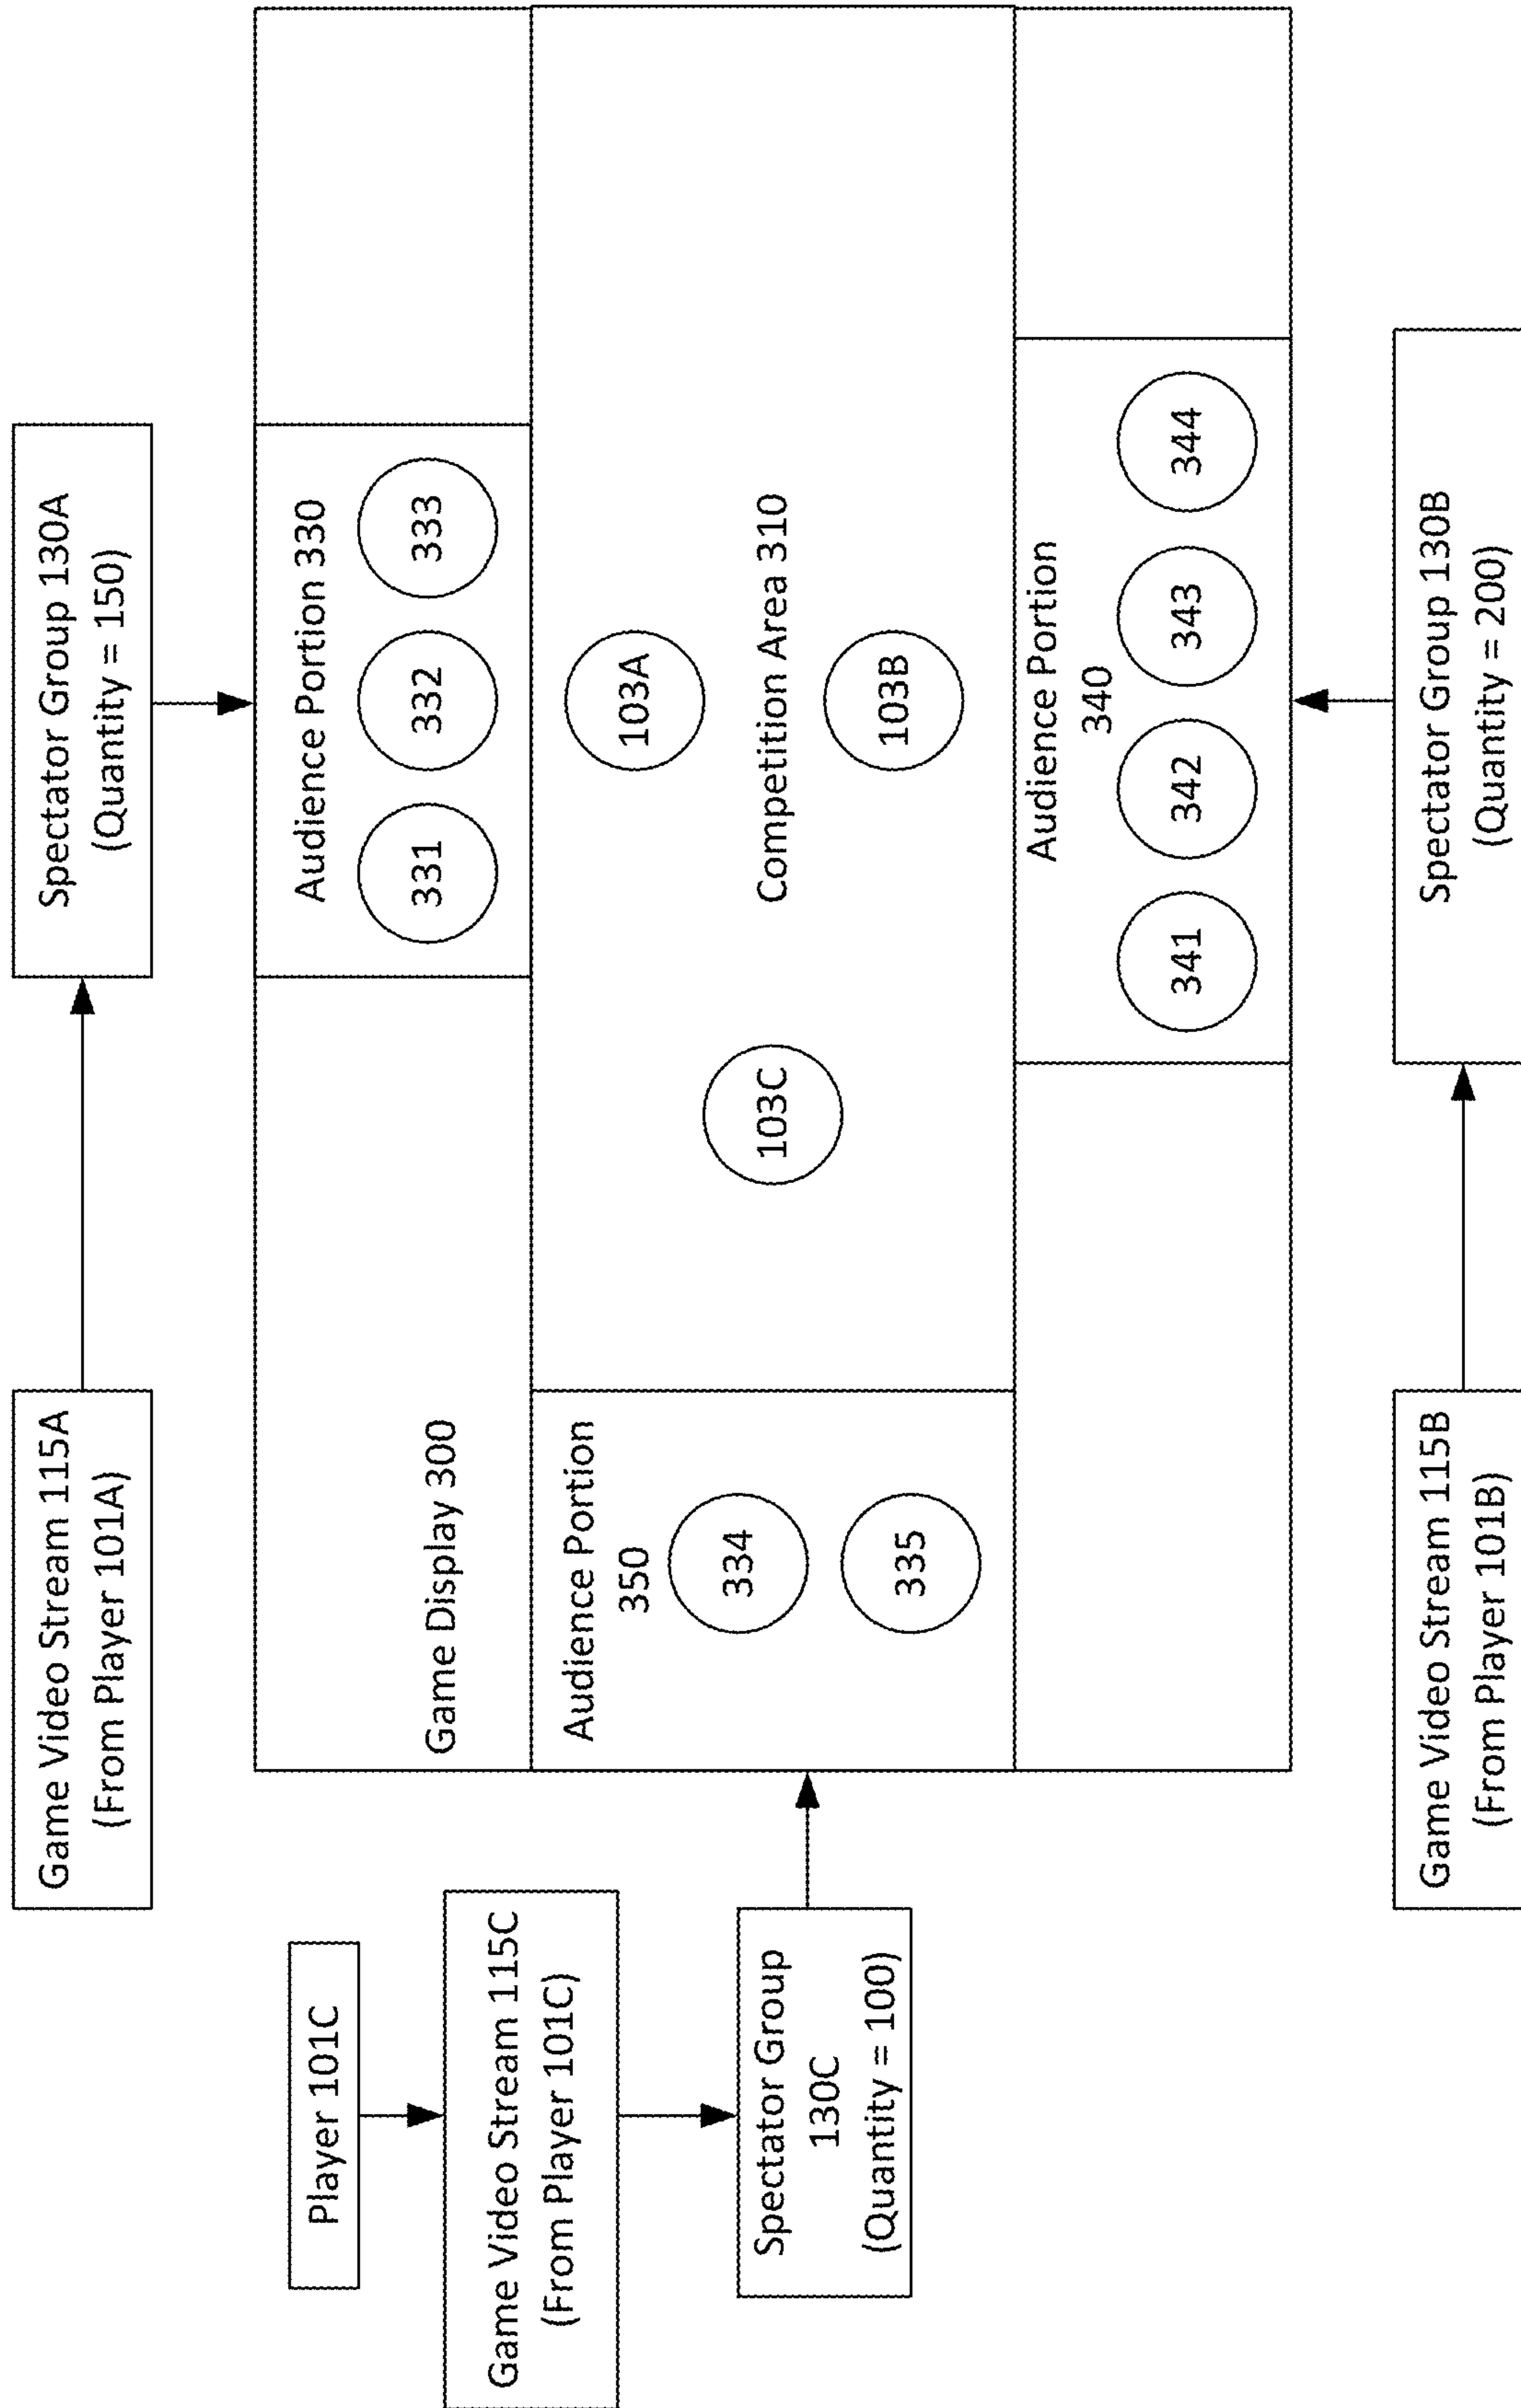 Game Video Stream 115A
(From Player 101A)
Spectator Group 130A
(Quantity = 150)
Player 101C
Game Video Stream 115C
(From Player 101C)
Spectator Group
130C
(Quantity = 100)
Game Display 300
Audience Portion 330
331
332
333
Audience Portion
350
334
335
103C
103A
Competition Area 310
103B
Audience Portion
340
341
342
343
344
Game Video Stream 115B
(From Player 101B)
Spectator Group 130B
(Quantity = 200)